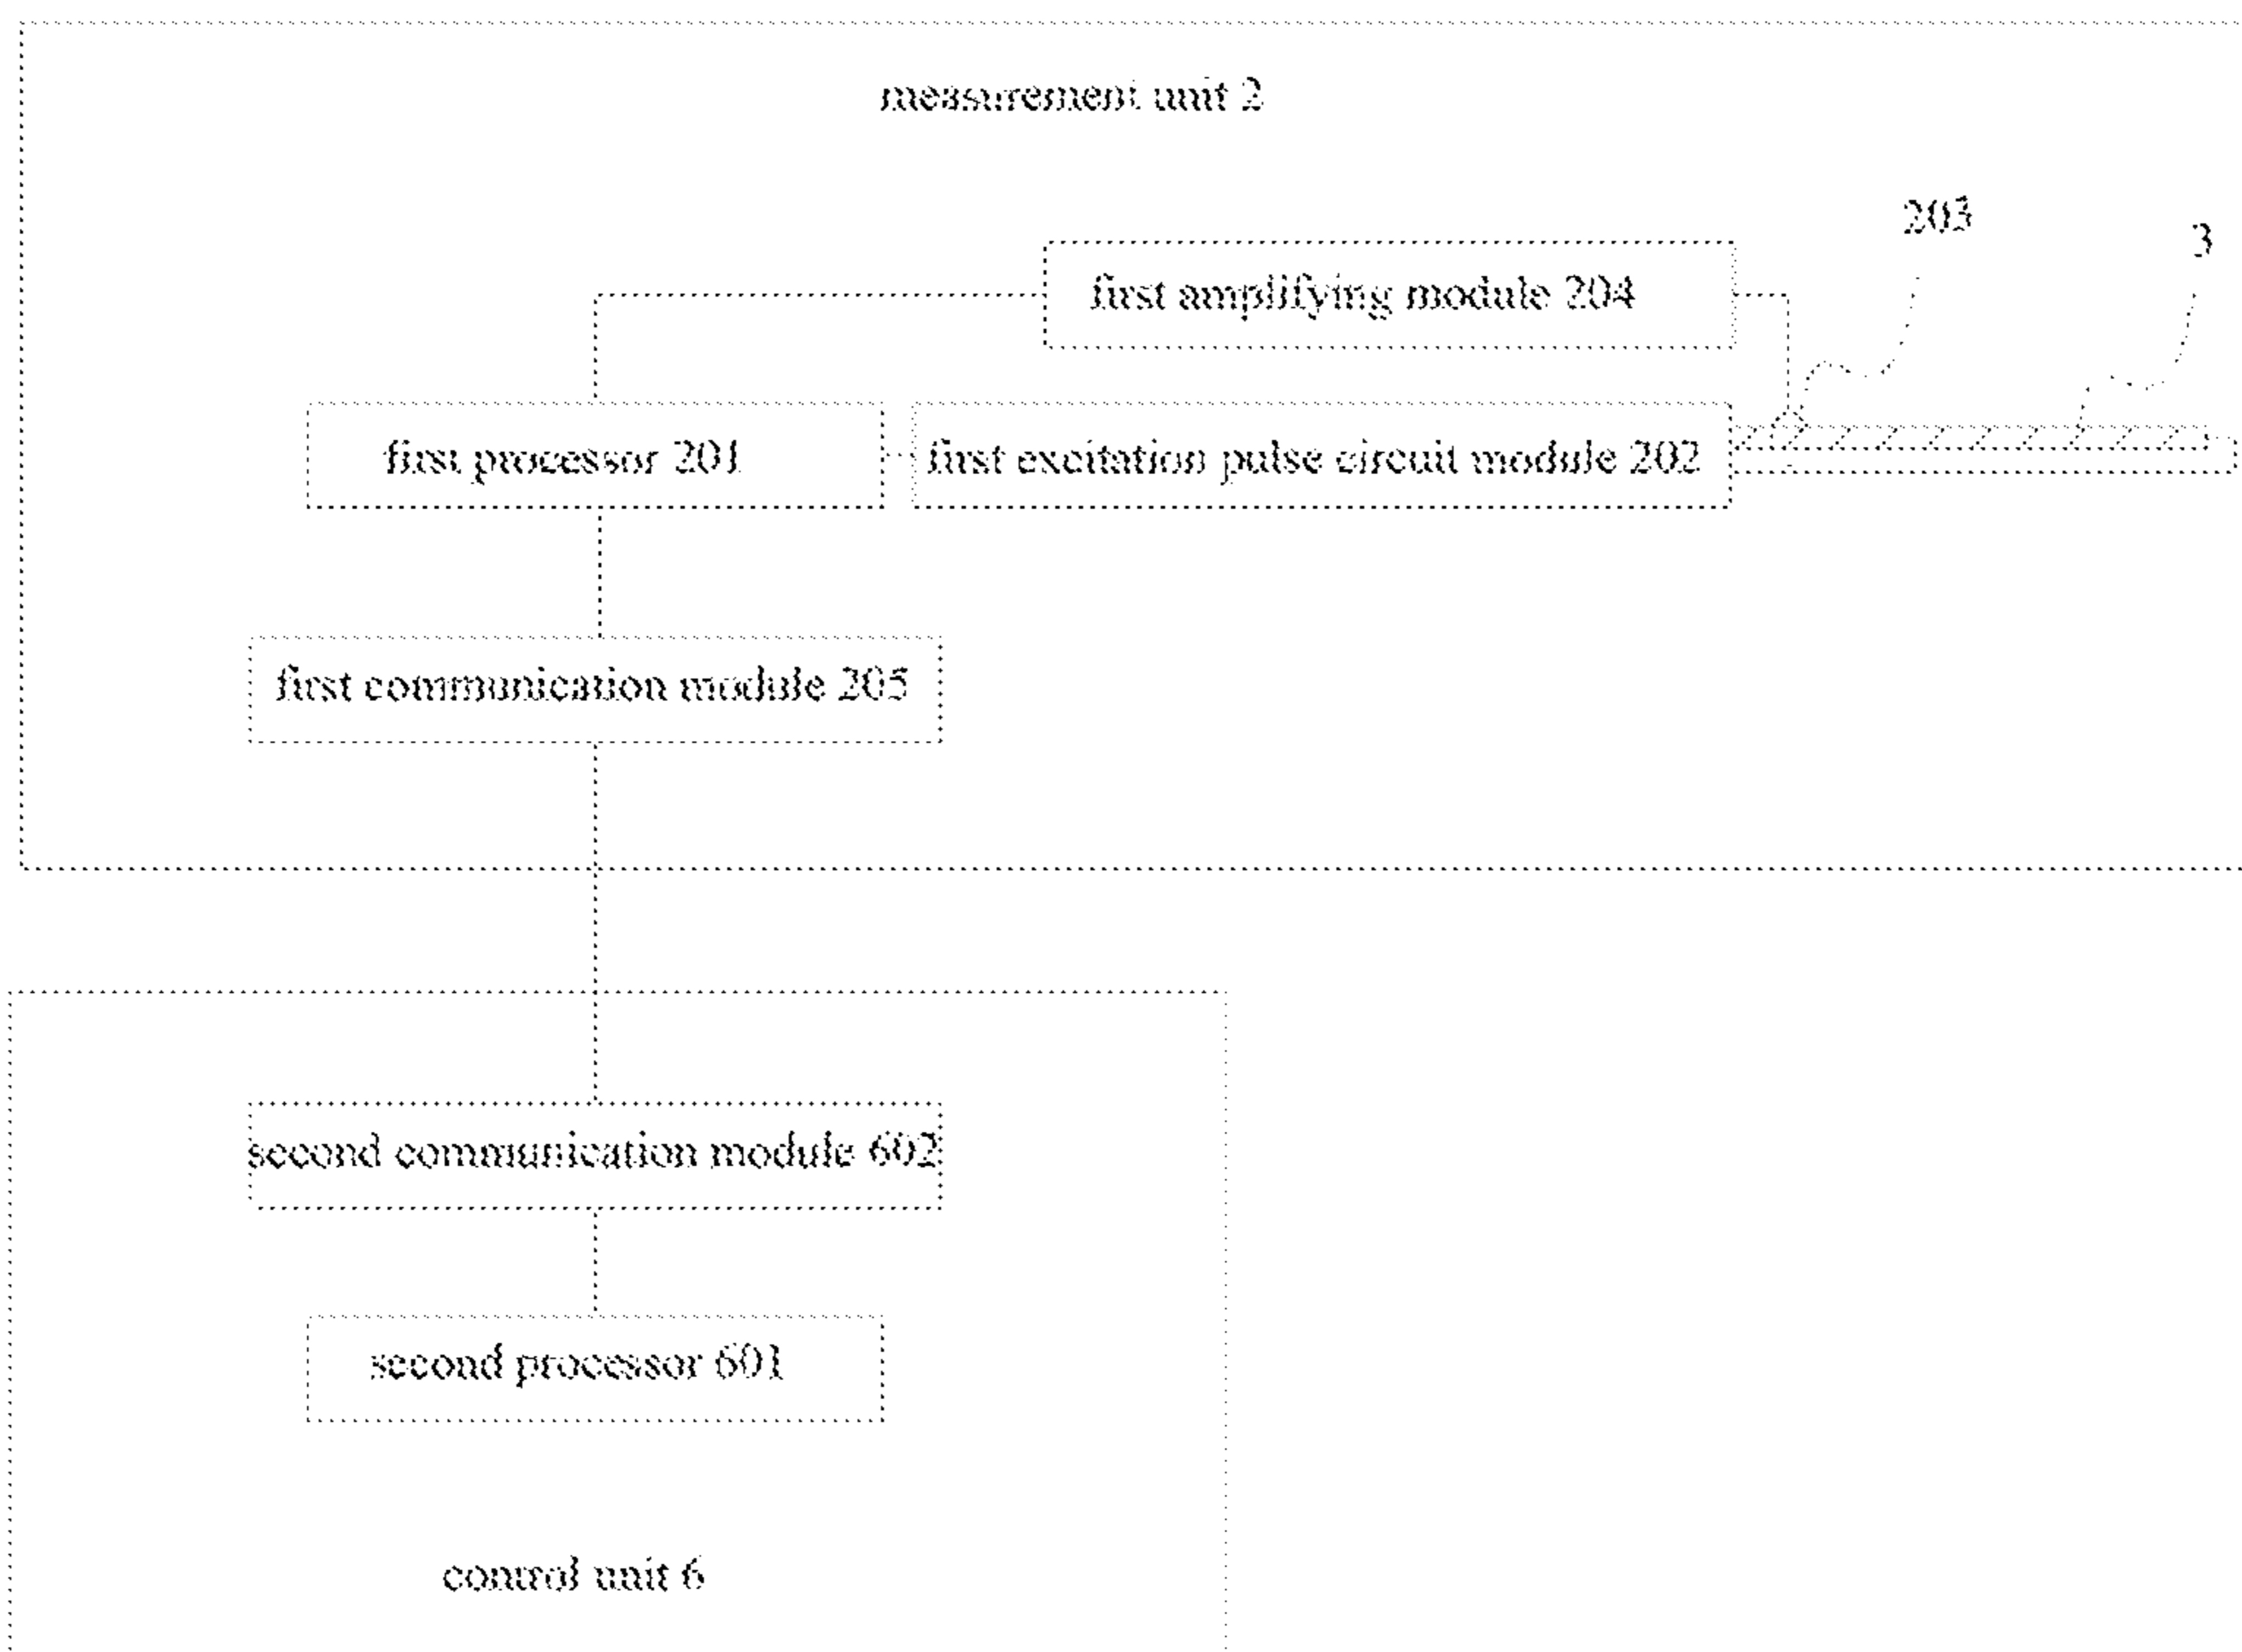 measurement unit 2
203
3
first amplifying module 204
first processor 201
first excitation pulse circuit module 202
first communication module 205
second communication module 602
second processor 601
control unit 6